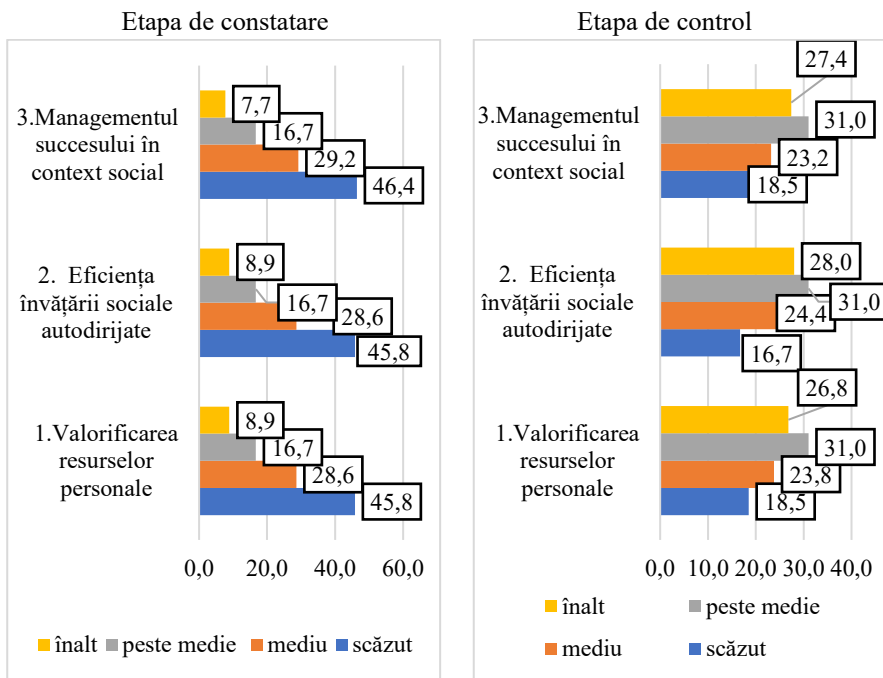 Etapa de constatare
3.Managementul
succesului în
context social
7,7
16,7
29,2
46,4
2. Eficiența
învățării sociale
autodirijate
8,9
16,7
28,6
45,8
1.Valorificarea
resurselor
personale
8,9
16,7
28,6
45,8
0,0 20,0 40,0 60,0
înalt peste medie mediu scăzut
Etapa de control
3.Managementul
succesului în
context social
27,4
31,0
23,2
18,5
2. Eficiența
învățării sociale
autodirijate
28,0
31,0
24,4
16,7
1.Valorificarea
resurselor
personale
26,8
31,0
23,8
18,5
0,0 10,0 20,0 30,0 40,0
înalt peste medie
mediu scăzut